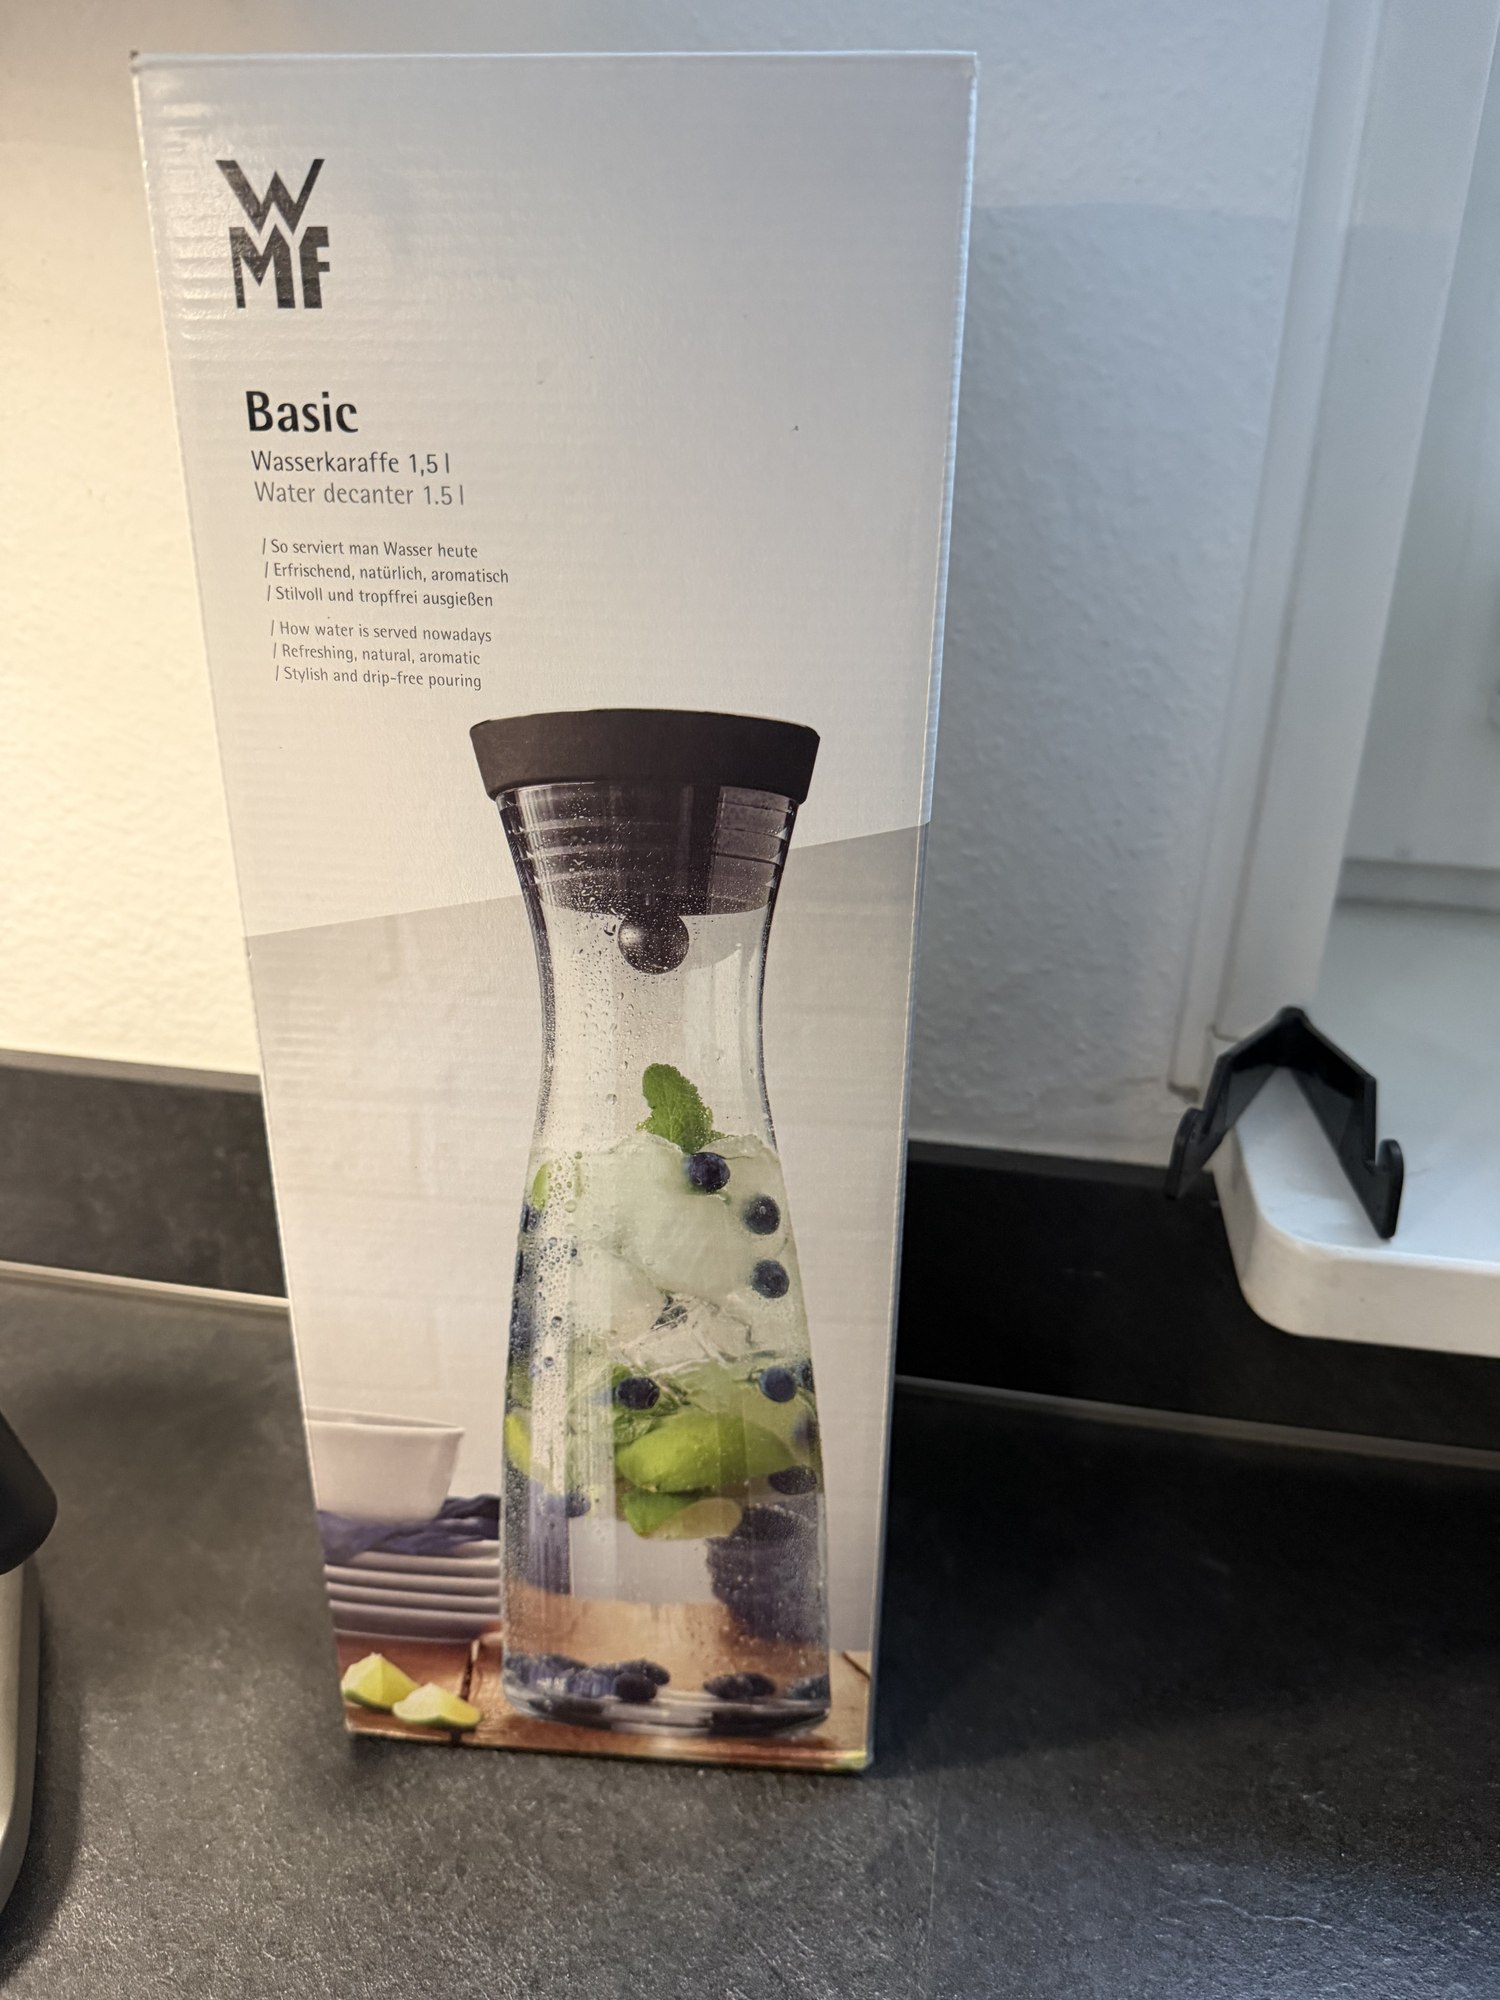 WMF
Basic
Wasserkaraffe 1,5 l
Water decanter 1.5 l
/ So serviert man Wasser heute
/ Erfrischend, natürlich, aromatisch
/ Stilvoll und tropffrei ausgießen
/ How water is served nowadays
/ Refreshing, natural, aromatic
/ Stylish and drip-free pouring